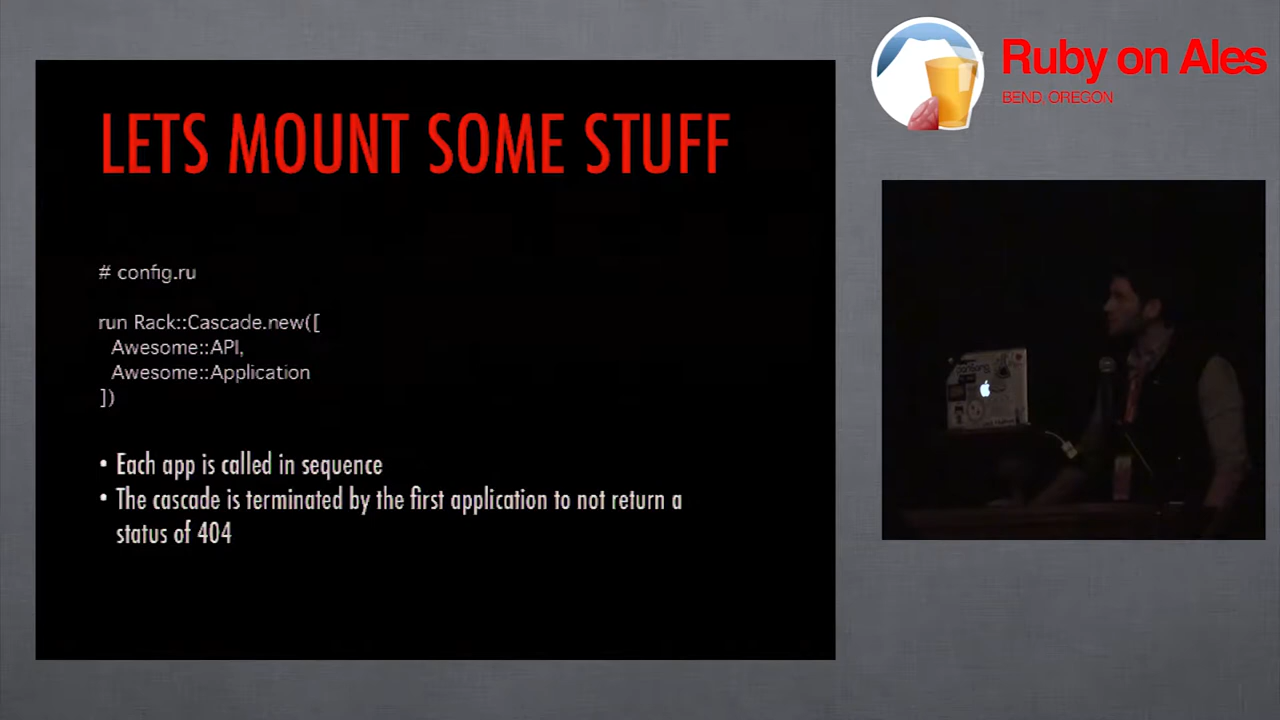 Ruby on Ales
BEND OREGON
LETS MOUNT SOME STUFF
# config.ru
run Rack::Cascade.new([
Awesome::API,
Awesome::Application
])
• Each app is called in sequence
• The cascade is terminated by the first application to not return a
status of 404